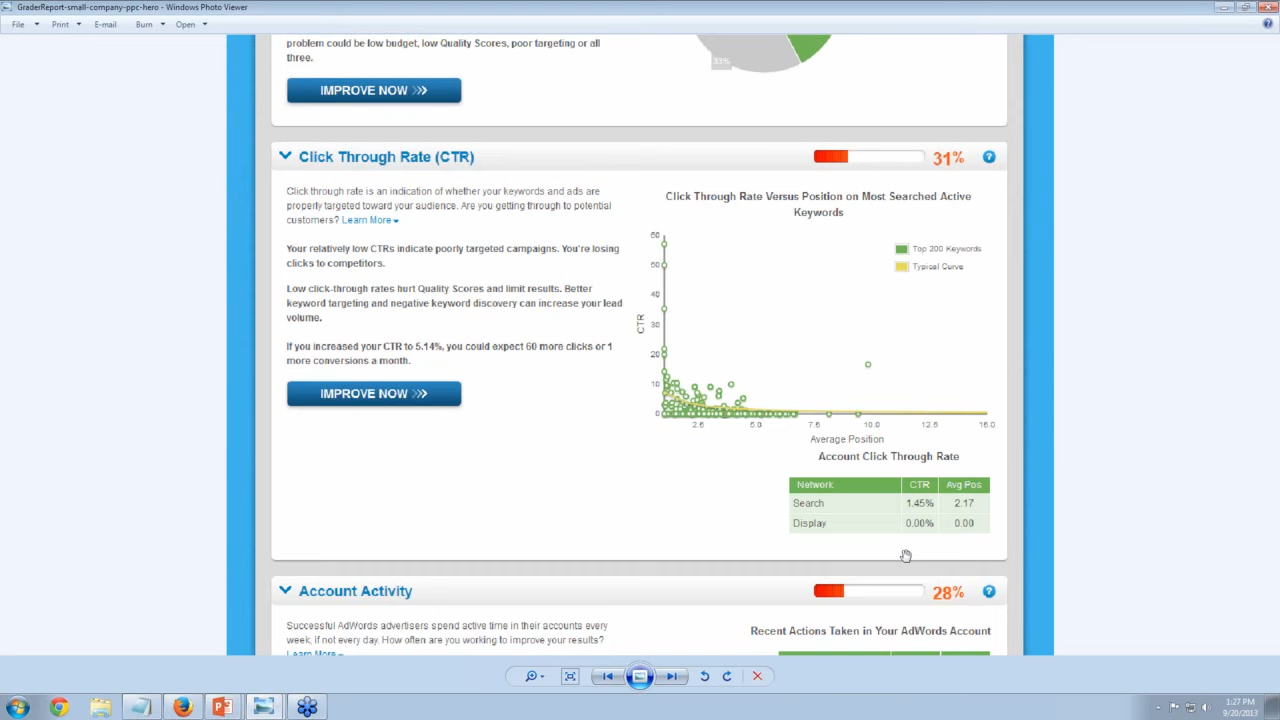 GraderReport-small-company-ppc-hero - Windows Photo Viewer
File Print E-mail Burn Open
problem could be low budget, low Quality Scores, poor targeting or all
three.
33%
IMPROVE NOW
Click Through Rate (CTR)
31%
Click through rate is an indication of whether your keywords and ads are
properly targeted toward your audience. Are you getting through to potential
customers? Learn More
Your relatively low CTRs indicate poorly targeted campaigns. You're losing
clicks to competitors.
Low click-through rates hurt Quality Scores and limit results. Better
keyword targeting and negative keyword discovery can increase your lead
volume.
If you increased your CTR to 5.14%, you could expect 60 more clicks or 1
more conversions a month.
IMPROVE NOW
Click Through Rate Versus Position on Most Searched Active
Keywords
Top 200 Keywords
Typical Curve
60
50
40
30
20
10
0
CTR
2.5 5.0 7.5 10.0 12.5 15.0
Average Position
Account Click Through Rate
Network CTR Avg Pos
Search 1.45% 2.17
Display 0.00% 0.00
Account Activity
28%
Successful AdWords advertisers spend active time in their accounts every
week, if not every day. How often are you working to improve your results?
Learn More
Recent Actions Taken in Your AdWords Account
1:27 PM
9/20/2013